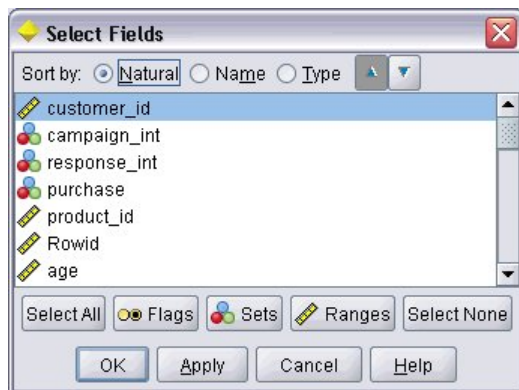 Select Fields
Sort by: Natural Name Type
customer_id
campaign_int
response_int
purchase
product_id
Rowid
age
Select All Flags Sets Ranges Select None
OK Apply Cancel Help